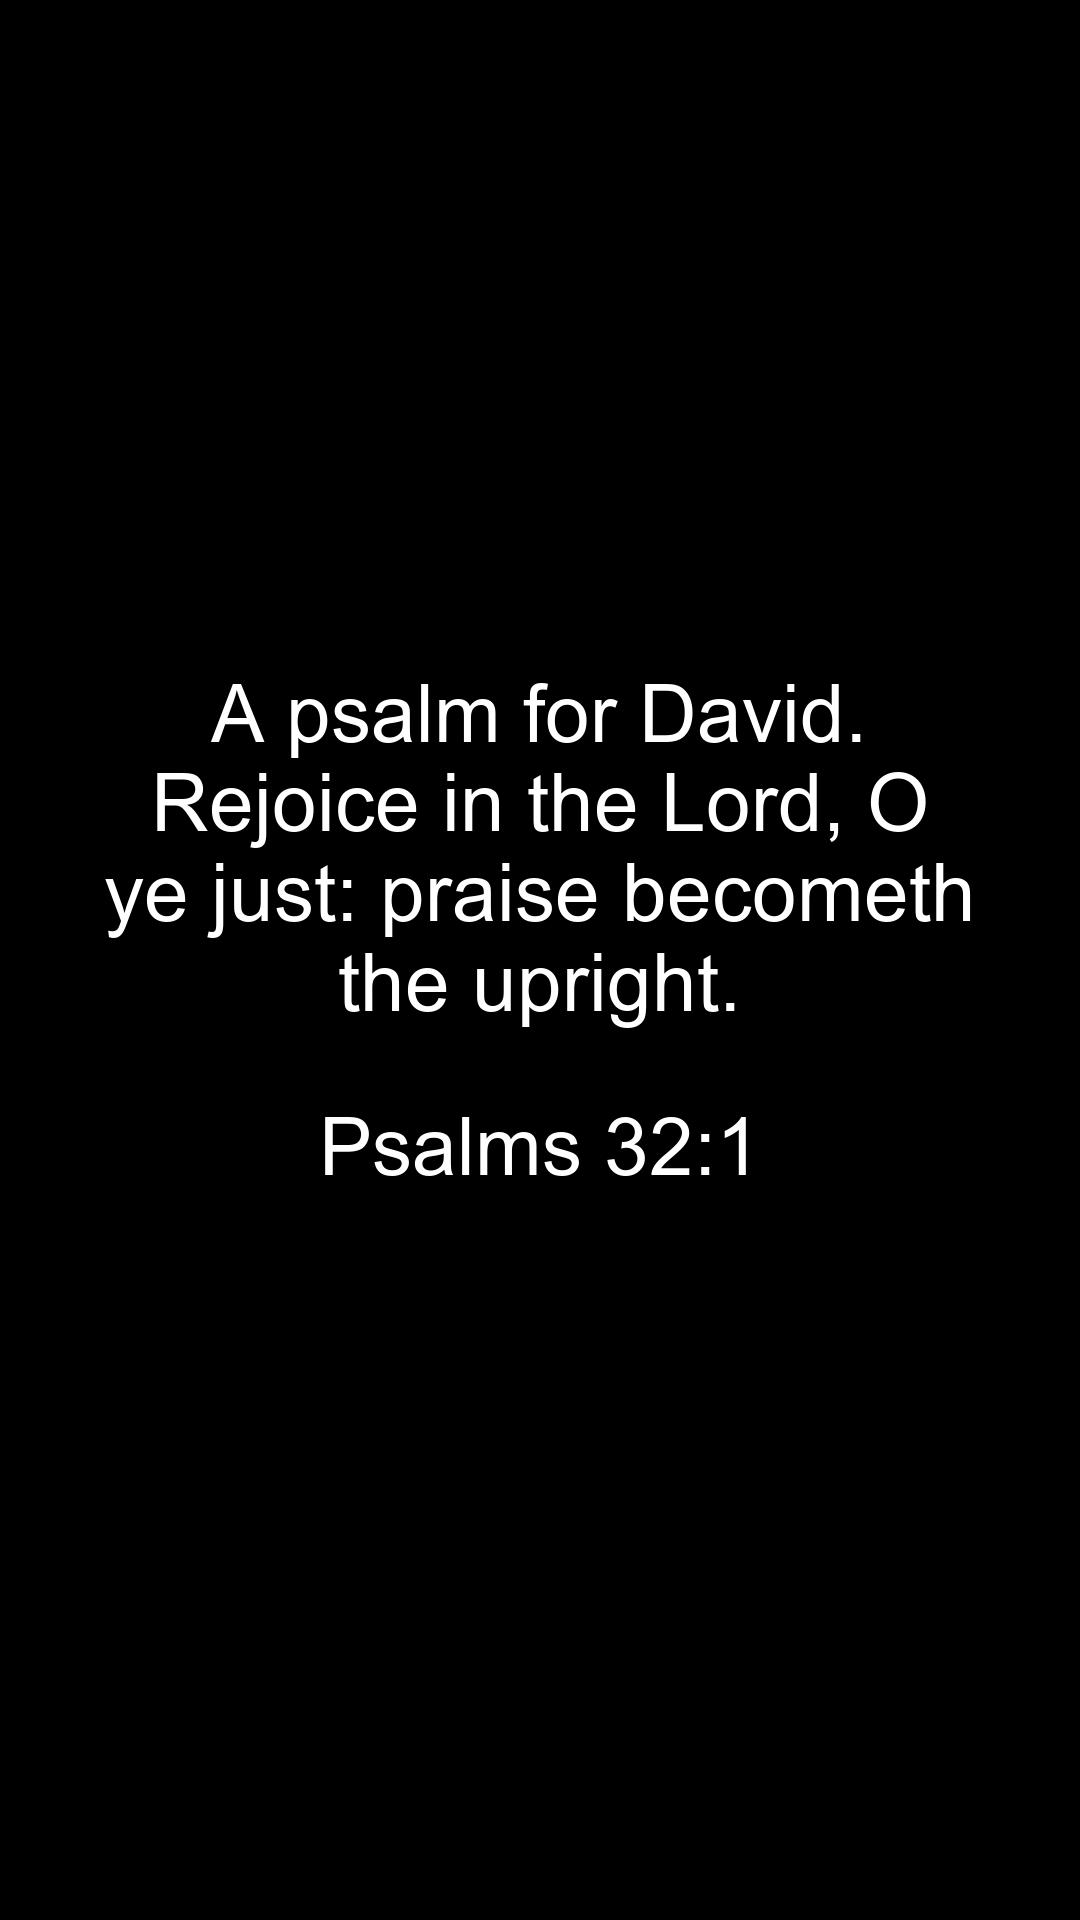 A psalm for David.
Rejoice in the Lord, O
ye just: praise becometh
the upright.
Psalms 32:1